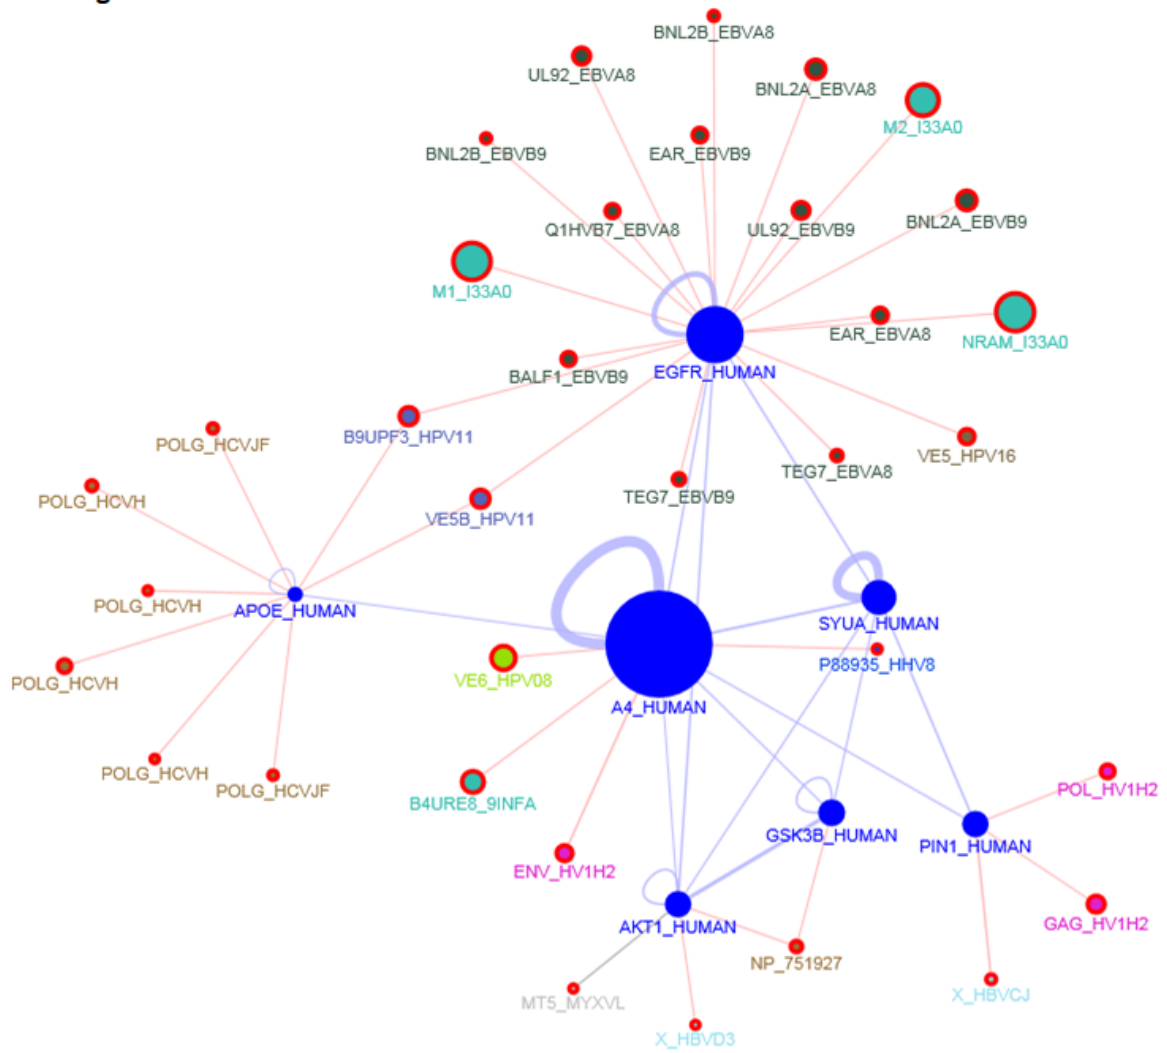 BNL2B_EBVA8
UL92_EBVA8
BNL2A_EBVA8
M2_I33A0
BNL2B_EBVB9
EAR_EBVB9
Q1HVB7_EBVA8
UL92_EBVB9
BNL2A_EBVB9
M1_I33A0
EAR_EBVA8
NRAM_I33A0
EGFR_HUMAN
BALF1_EBVB9
B9UPF3_HPV11
POLG_HCVJF
VE5_HPV16
TEG7_EBVA8
POLG_HCVH
TEG7_EBVB9
VE5B_HPV11
POLG_HCVH
APOE_HUMAN
SYUA_HUMAN
P88935_HHV8
POLG_HCVH
VE6_HPV08
A4_HUMAN
POLG_HCVH
POLG_HCVJF
B4URE8_9INFA
POL_HV1H2
GSK3B_HUMAN
PIN1_HUMAN
ENV_HV1H2
AKT1_HUMAN
GAG_HV1H2
NP_751927
MT5_MYXVL
X_HBVCJ
X_HBVD3